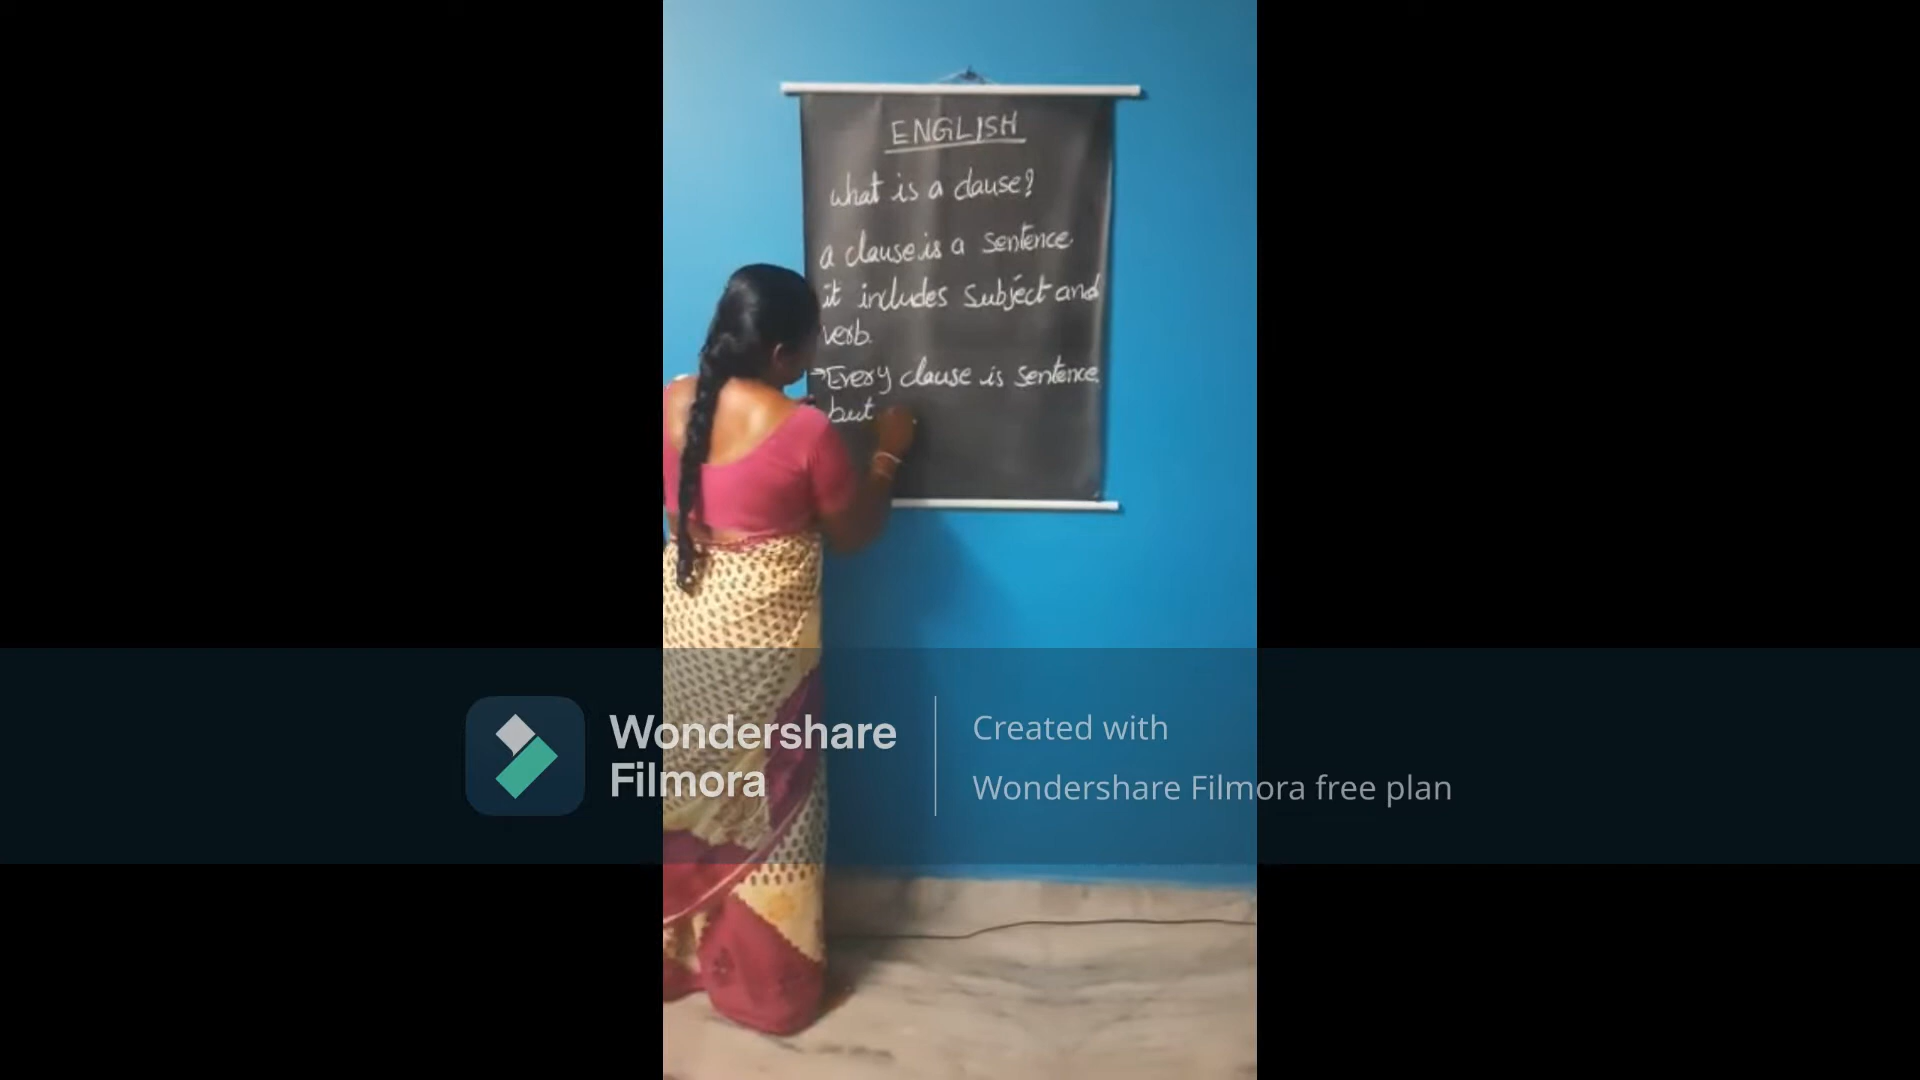 ENGLISH
what is a clause?
a clause is a sentence.
it includes subject and
verb.
→Every clause is sentence
but
Wondershare
Filmora
Created with
Wondershare Filmora free plan